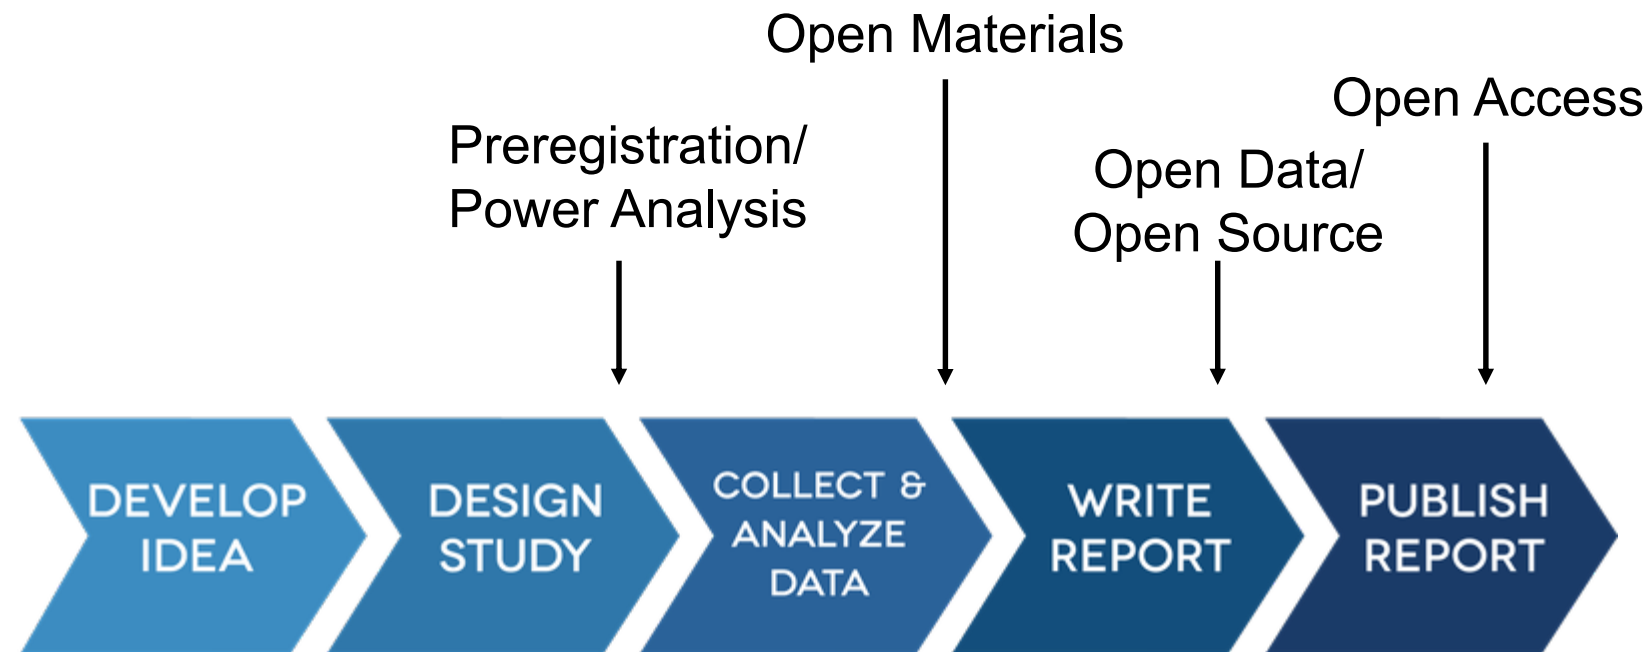 Open Materials
Open Access
Preregistration/
Power Analysis
Open Data/
Open Source
DEVELOP
IDEA
DESIGN
STUDY
COLLECT &
ANALYZE
DATA
WRITE
REPORT
PUBLISH
REPORT